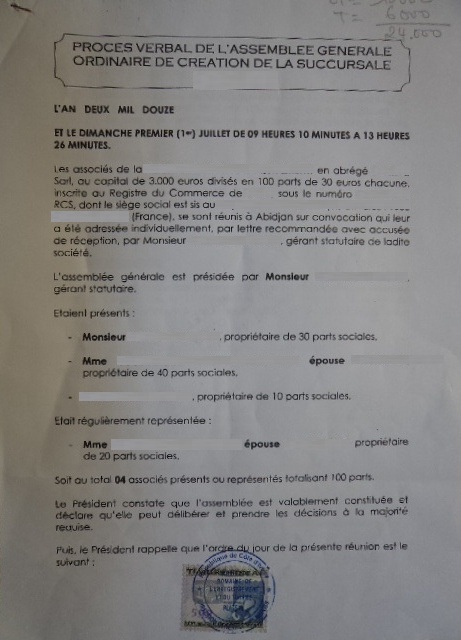 T = 6000
24,000
PROCES VERBAL DE L'ASSEMBLEE GENERALE
ORDINAIRE DE CREATION DE LA SUCCURSALE
L'AN DEUX MIL DOUZE
ET LE DIMANCHE PREMIER (1er) JUILLET DE 09 HEURES 10 MINUTES A 13 HEURES
26 MINUTES.
Les associés de la en abrégé
Sarl, au capital de 3.000 euros divisés en 100 parts de 30 euros chacune,
inscrite au Registre du Commerce de sous le numéro
RCS, dont le siège social est sis au
(France), se sont réunis à Abidjan sur convocation qui leur
a été adressée individuellement, par lettre recommandée avec accusée
de réception, par Monsieur , gérant statutaire de ladite
société.
L'assemblée générale est présidée par Monsieur
gérant statutaire.
Etaient présents :
- Monsieur , propriétaire de 30 parts sociales,
- Mme épouse
propriétaire de 40 parts sociales,
- , propriétaire de 10 parts sociales.
Etait régulièrement représentée :
- Mme épouse propriétaire
de 20 parts sociales.
Soit au total 04 associés présents ou représentés totalisant 100 parts.
Le Président constate que l'assemblée est valablement constituée et
déclare qu'elle peut délibérer et prendre les décisions à la majorité
requise.
Puis, le Président rappelle que l'ordre du jour de la présente réunion est le
suivant :
DOMAINE DE
L'ENREGISTREMENT